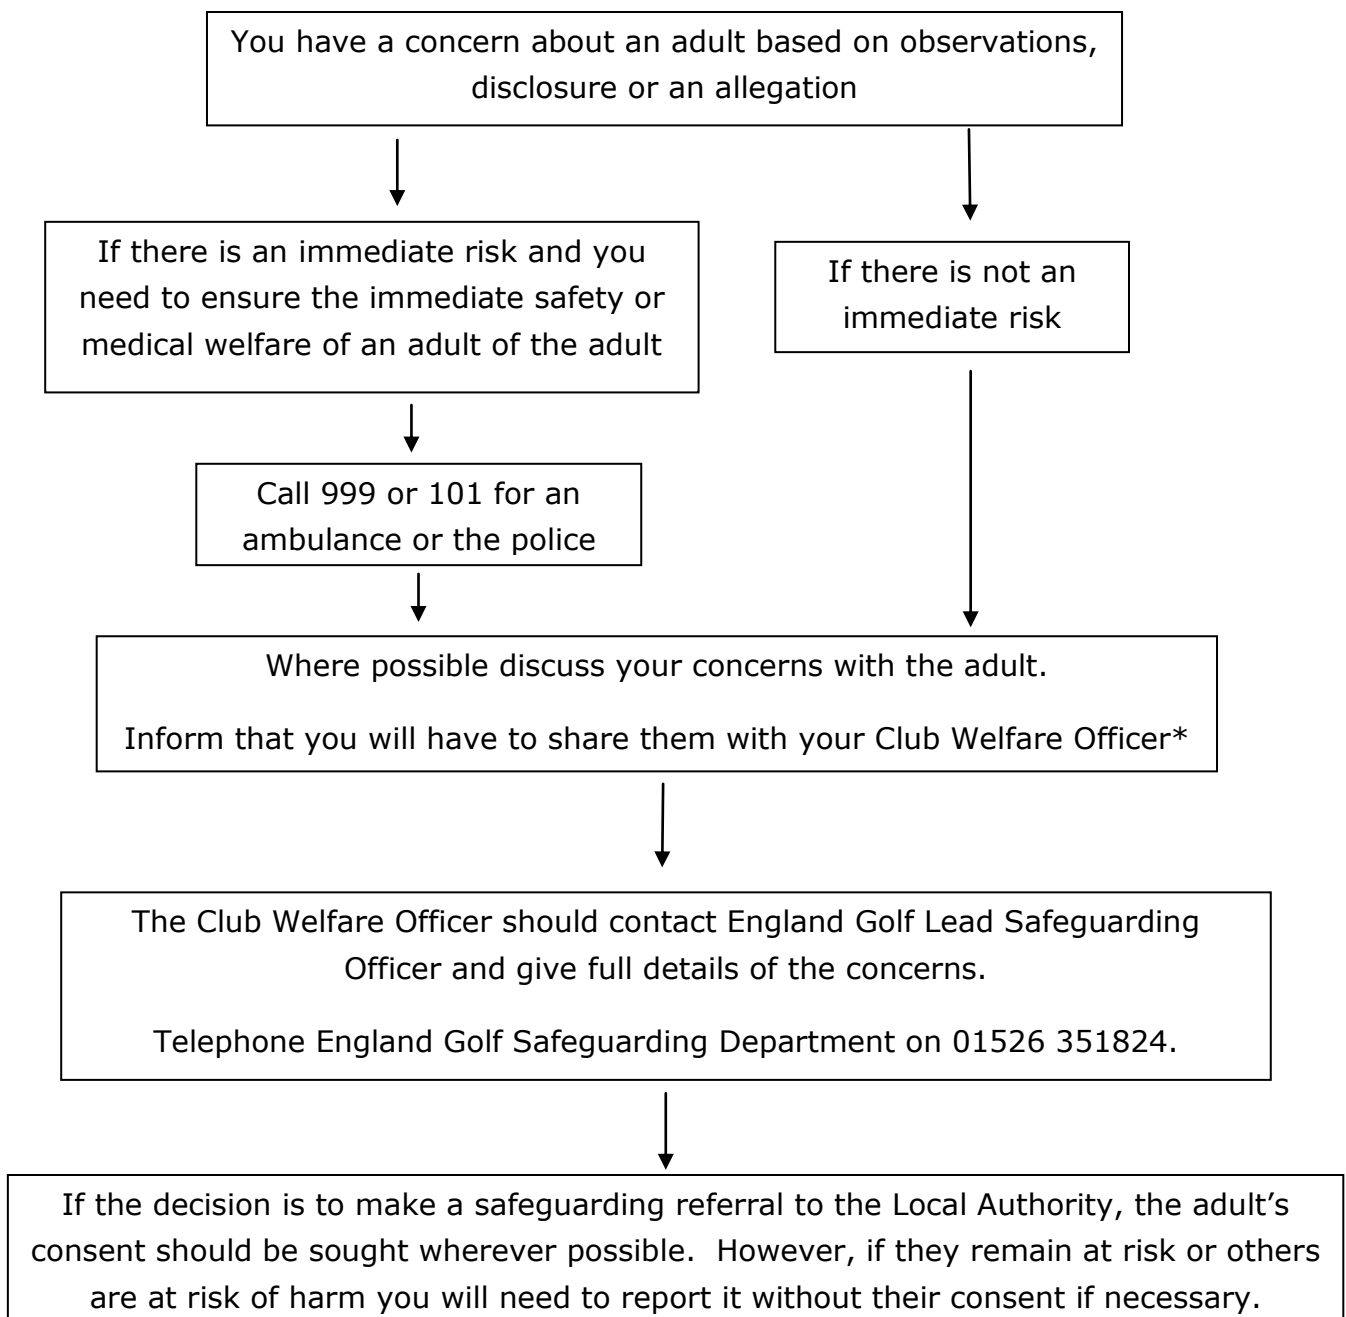 You have a concern about an adult based on observations,
disclosure or an allegation
If there is an immediate risk and you
need to ensure the immediate safety or
medical welfare of an adult of the adult
If there is not an
immediate risk
Call 999 or 101 for an
ambulance or the police
Where possible discuss your concerns with the adult.
Inform that you will have to share them with your Club Welfare Officer*
The Club Welfare Officer should contact England Golf Lead Safeguarding
Officer and give full details of the concerns.
Telephone England Golf Safeguarding Department on 01526 351824.
If the decision is to make a safeguarding referral to the Local Authority, the adult’s
consent should be sought wherever possible.  However, if they remain at risk or others
are at risk of harm you will need to report it without their consent if necessary.